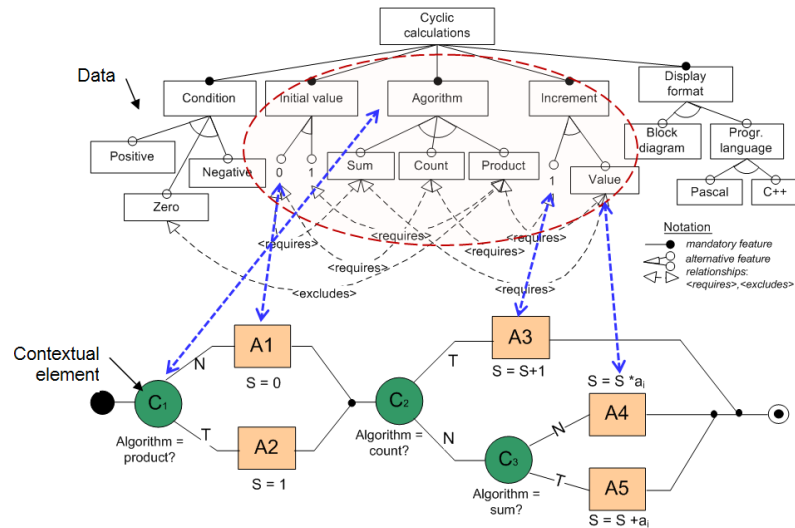 Cyclic
calculations
Data
Condition
Initial value
Agorithm
Increment
Display
format
Positive
Negative
Zero
0
1
Sum
Count
Product
1
Value
Block
diagram
Progr.
language
Pascal
C++
<requires>
<requires>
<requires>
<requires>
<excludes>
<requires>
Notation
mandatory feature
alternative feature
relationships:
<requires>,<excludes>
Contextual
element
C1
Algorithm =
product?
N
T
A1
S = 0
A2
S = 1
C2
Algorithm =
count?
T
N
A3
S = S+1
C3
Algorithm =
sum?
N
T
S = S *ai
A4
A5
S = S +ai